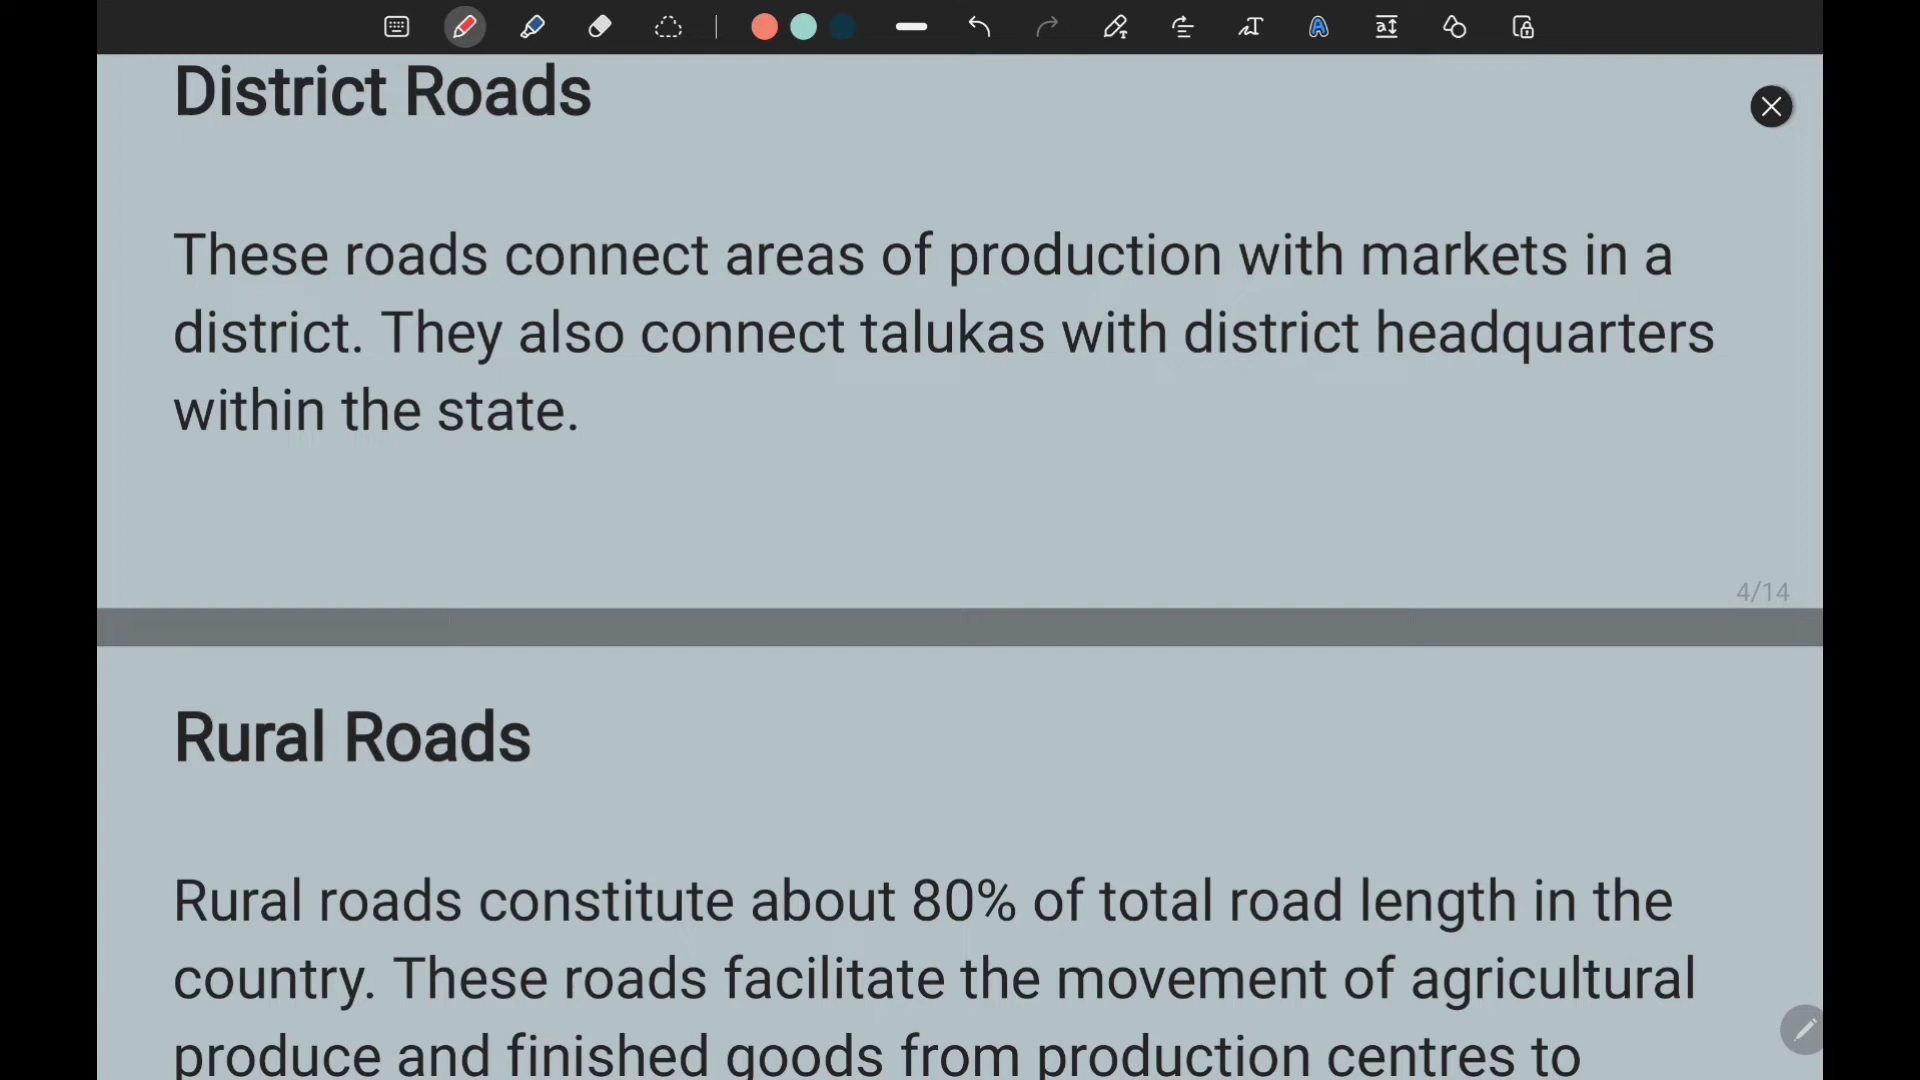 District Roads
These roads connect areas of production with markets in a
district. They also connect talukas with district headquarters
within the state.
4/14
Rural Roads
Rural roads constitute about 80% of total road length in the
country. These roads facilitate the movement of agricultural
produce and finished goods from production centres to